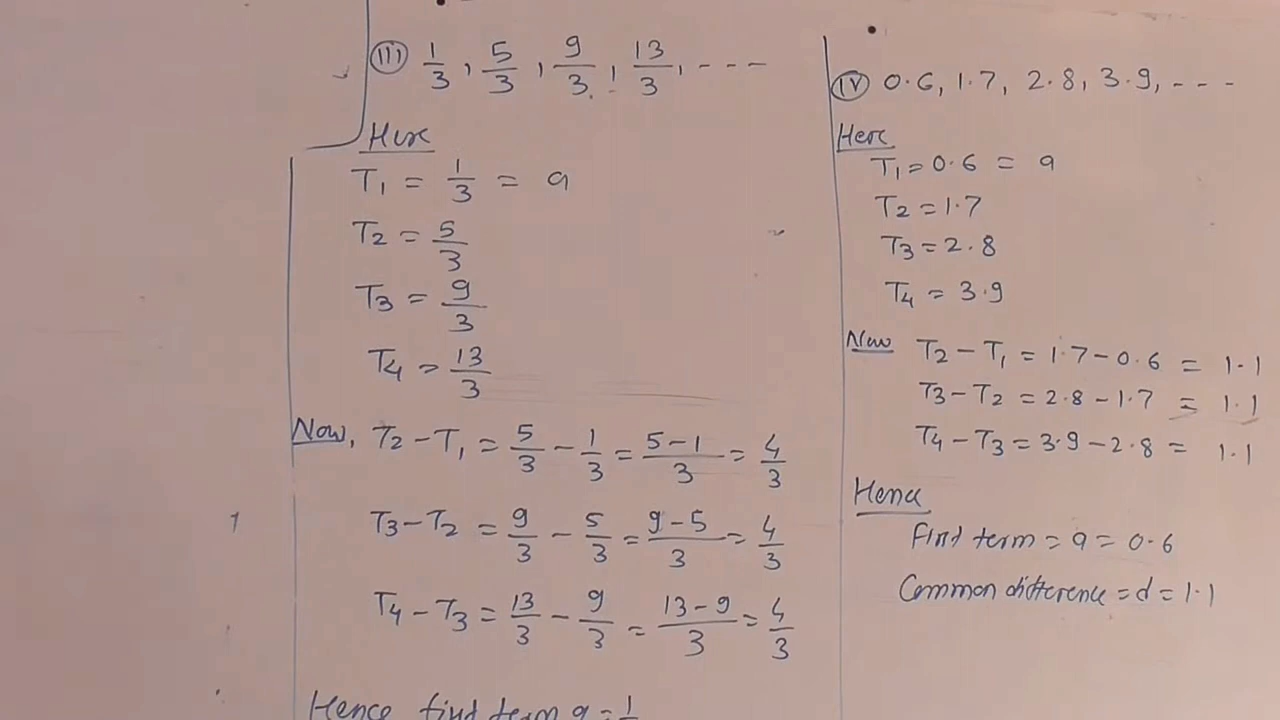 (iii) 1/3, 5/3, 9/3, 13/3, ---
Here
T₁ = 1/3 = a
T₂ = 5/3
T₃ = 9/3
T₄ = 13/3
Now, T₂ - T₁ = 5/3 - 1/3 = (5-1)/3 = 4/3
T₃ - T₂ = 9/3 - 5/3 = (9-5)/3 = 4/3
T₄ - T₃ = 13/3 - 9/3 = (13-9)/3 = 4/3
Hence first term a = 1/
(iv) 0.6, 1.7, 2.8, 3.9, ---
Here
T₁ = 0.6 = a
T₂ = 1.7
T₃ = 2.8
T₄ = 3.9
Now T₂ - T₁ = 1.7 - 0.6 = 1.1
T₃ - T₂ = 2.8 - 1.7 = 1.1
T₄ - T₃ = 3.9 - 2.8 = 1.1
Hence
First term = a = 0.6
Common difference = d = 1.1